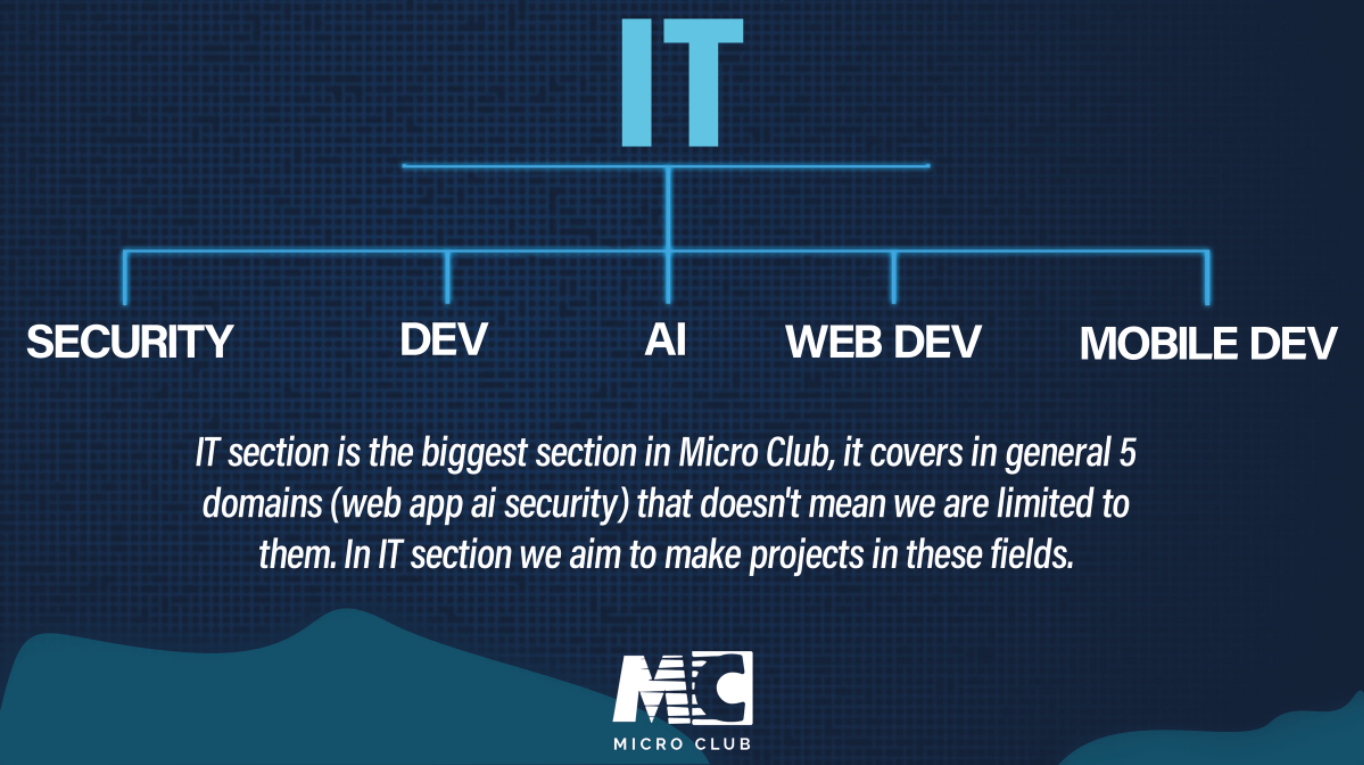 IT
SECURITY
DEV
AI
WEB DEV
MOBILE DEV
IT section is the biggest section in Micro Club, it covers in general 5
domains (web app ai security) that doesn't mean we are limited to
them. In IT section we aim to make projects in these fields.
MC
MICRO CLUB